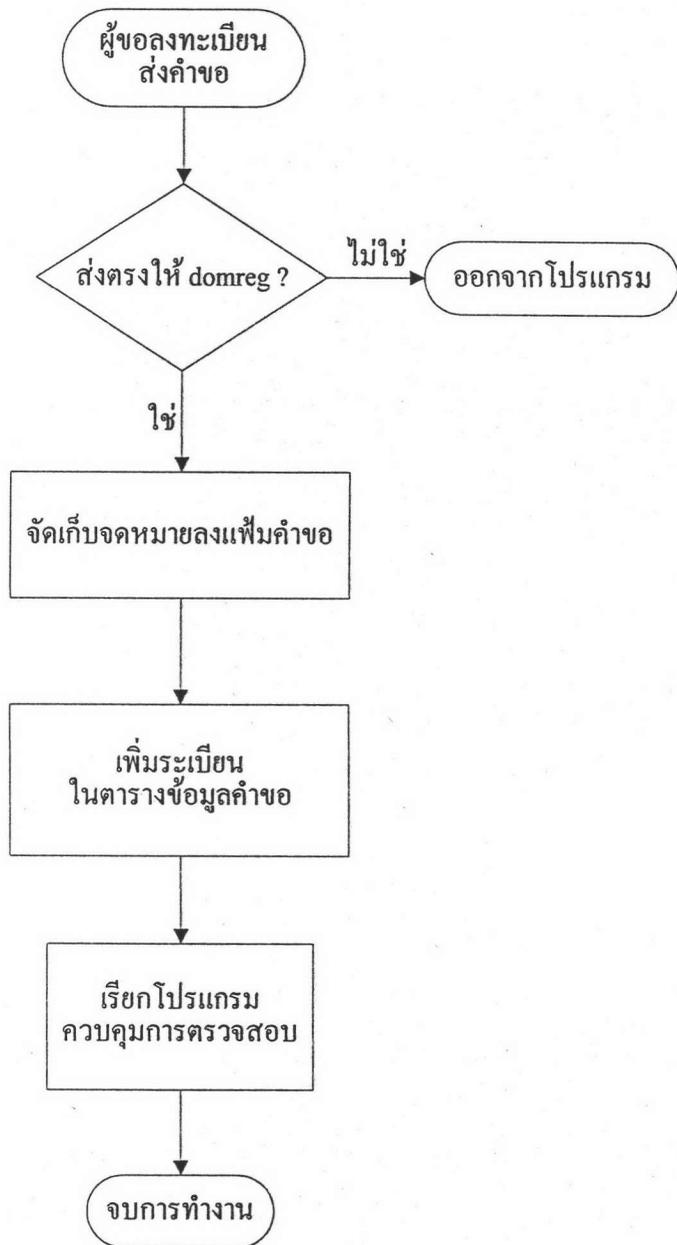 ผู้ขอลงทะเบียน
ส่งคำขอ
ส่งตรงให้ domreg ?
ไม่ใช่
ออกจากโปรแกรม
ใช่
จัดเก็บจดหมายลงแฟ้มคำขอ
เพิ่มระเบียน
ในตารางข้อมูลคำขอ
เรียกโปรแกรม
ควบคุมการตรวจสอบ
จบการทำงาน